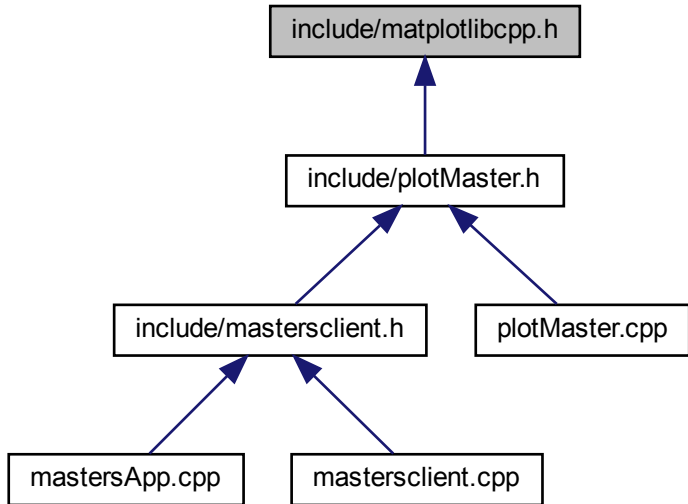 include/matplotlibcpp.h
include/plotMaster.h
include/mastersclient.h
plotMaster.cpp
mastersApp.cpp
mastersclient.cpp